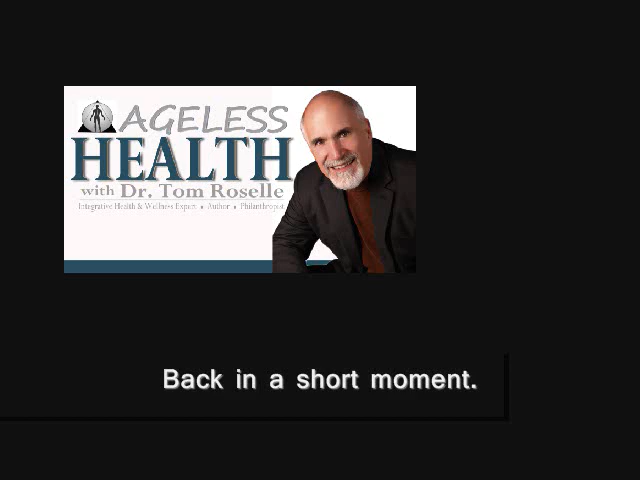 AGELESS
HEALTH
with Dr. Tom Roselle
Integrative Health & Wellness Expert • Author • Philanthropist
Back in a short moment.